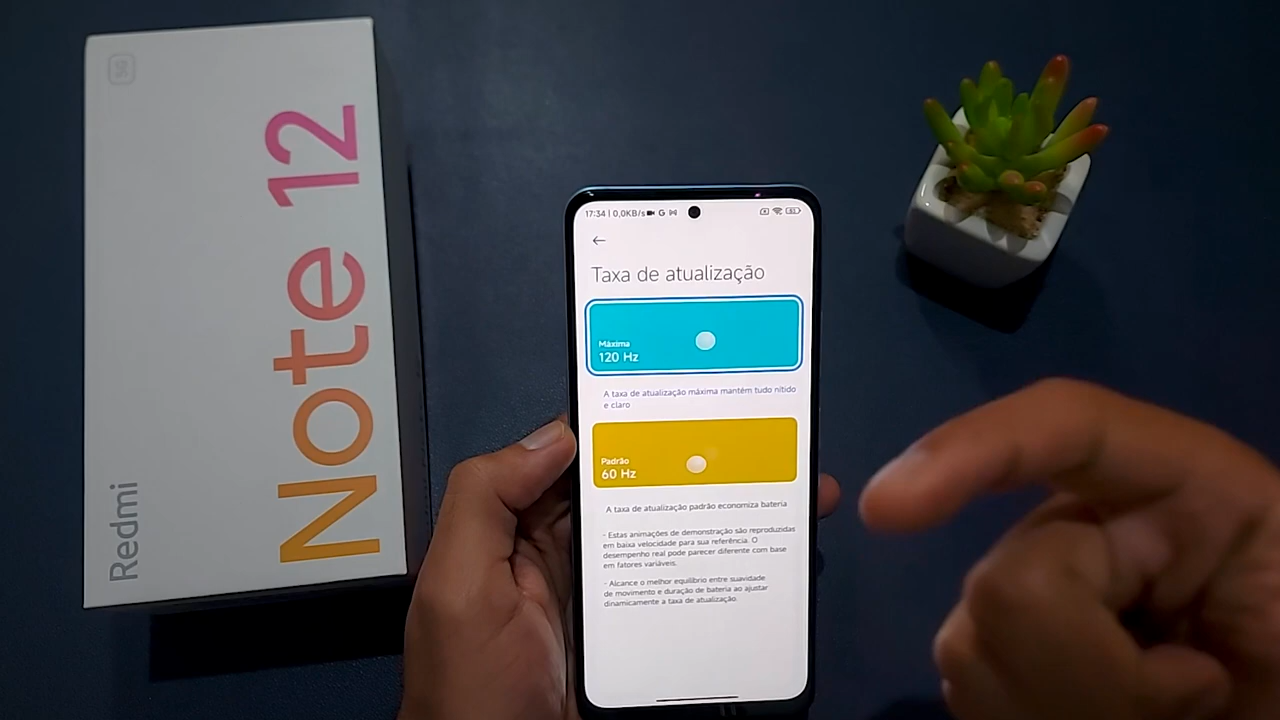 5G
Redmi
Note 12
17:34 | 0,0KB/s G
61
Taxa de atualização
Máxima
120 Hz
A taxa de atualização máxima mantém tudo nítido
e claro
Padrão
60 Hz
A taxa de atualização padrão economiza bateria
- Estas animações de demonstração são reproduzidas
em baixa velocidade para sua referência. O
desempenho real pode parecer diferente com base
em fatores variáveis.
- Alcance o melhor equilíbrio entre suavidade
de movimento e duração de bateria ao ajustar
dinamicamente a taxa de atualização.